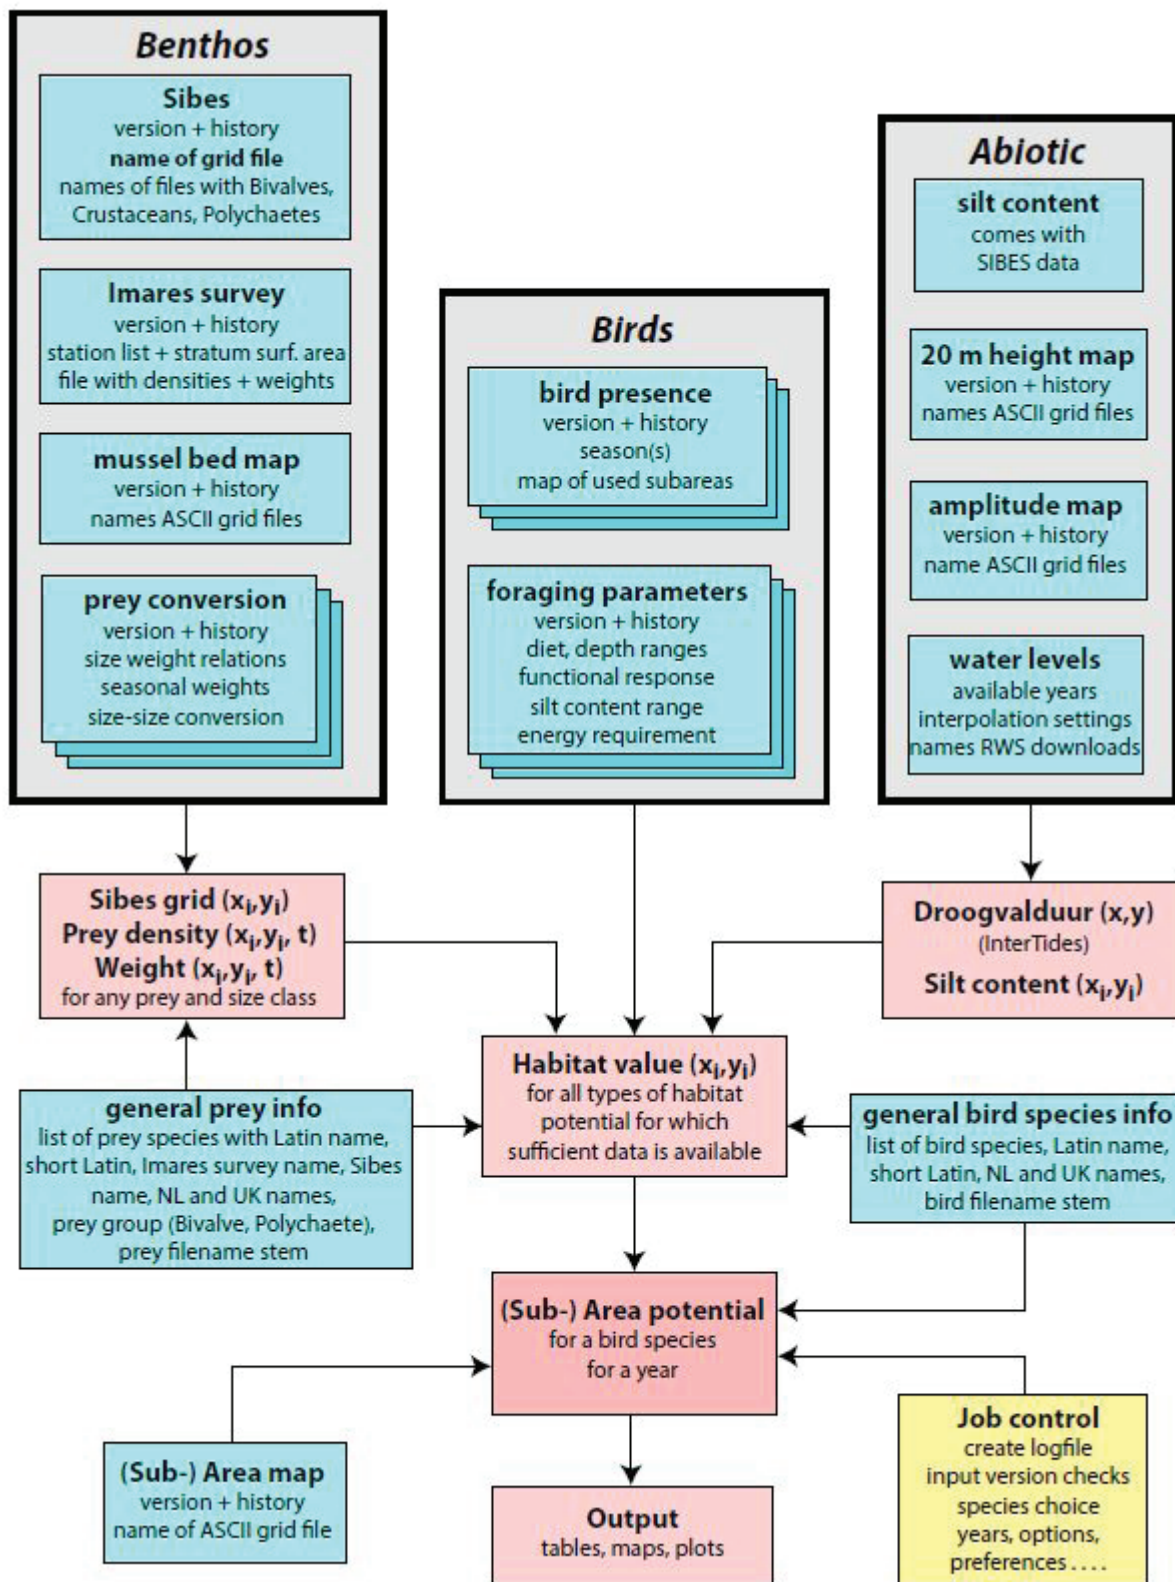 Benthos
Sibes
version + history
name of grid file
names of files with Bivalves,
Crustaceans, Polychaetes
Imares survey
version + history
station list + stratum surf. area
file with densities + weights
mussel bed map
version + history
names ASCII grid files
prey conversion
version + history
size weight relations
seasonal weights
size-size conversion
Birds
bird presence
version + history
season(s)
map of used subareas
foraging parameters
version + history
diet, depth ranges
functional response
silt content range
energy requirement
Abiotic
silt content
comes with
SIBES data
20 m height map
version + history
names ASCII grid files
amplitude map
version + history
name ASCII grid files
water levels
available years
interpolation settings
names RWS downloads
Sibes grid (xi,yi)
Prey density (xi,yi, t)
Weight (xi,yi, t)
for any prey and size class
Droogvalduur (x,y)
(InterTides)
Silt content (xi,yi)
Habitat value (xi,yi)
for all types of habitat
potential for which
sufficient data is available
general prey info
list of prey species with Latin name,
short Latin, Imares survey name, Sibes
name, NL and UK names,
prey group (Bivalve, Polychaete),
prey filename stem
general bird species info
list of bird species, Latin name,
short Latin, NL and UK names,
bird filename stem
(Sub-) Area potential
for a bird species
for a year
(Sub-) Area map
version + history
name of ASCII grid file
Job control
create logfile
input version checks
species choice
years, options,
preferences . . . .
Output
tables, maps, plots